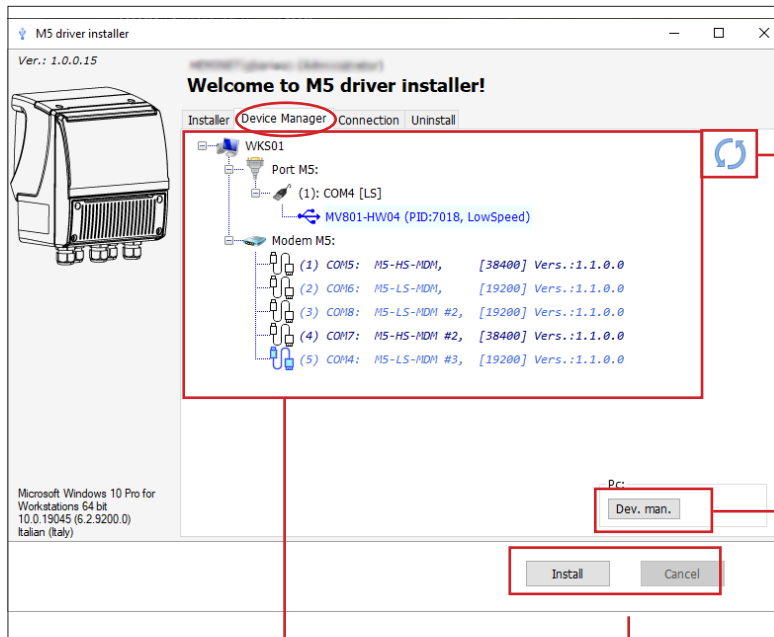 M5 driver installer
Ver.: 1.0.0.15
Welcome to M5 driver installer!
Installer Device Manager Connection Uninstall
WKS01
Port M5:
(1): COM4 [LS]
MV801-HW04 (PID:7018, LowSpeed)
Modem M5:
(1) COM5: M5-HS-MDM, [38400] Vers.:1.1.0.0
(2) COM6: M5-LS-MDM, [19200] Vers.:1.1.0.0
(3) COM8: M5-LS-MDM #2, [19200] Vers.:1.1.0.0
(4) COM7: M5-HS-MDM #2, [38400] Vers.:1.1.0.0
(5) COM4: M5-LS-MDM #3, [19200] Vers.:1.1.0.0
Microsoft Windows 10 Pro for
Workstations 64 bit
10.0.19045 (6.2.9200.0)
Italian (Italy)
Pc:
Dev. man.
Install Cancel